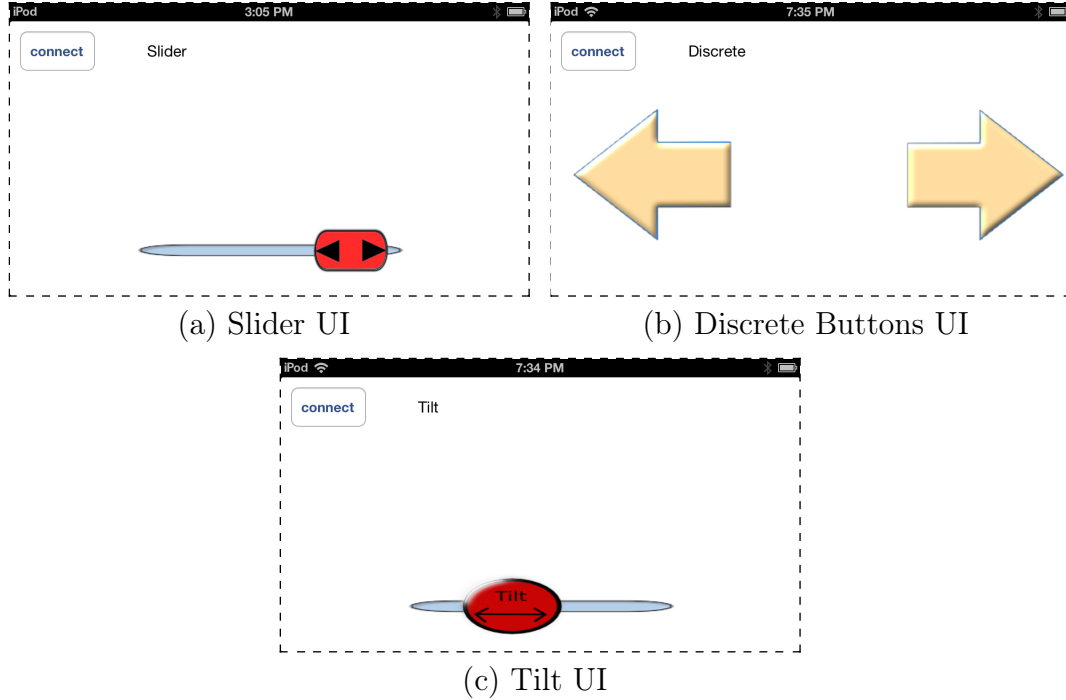 iPod 3:05 PM
connect Slider
(a) Slider UI
iPod 7:35 PM
connect Discrete
(b) Discrete Buttons UI
iPod 7:34 PM
connect Tilt
Tilt
(c) Tilt UI